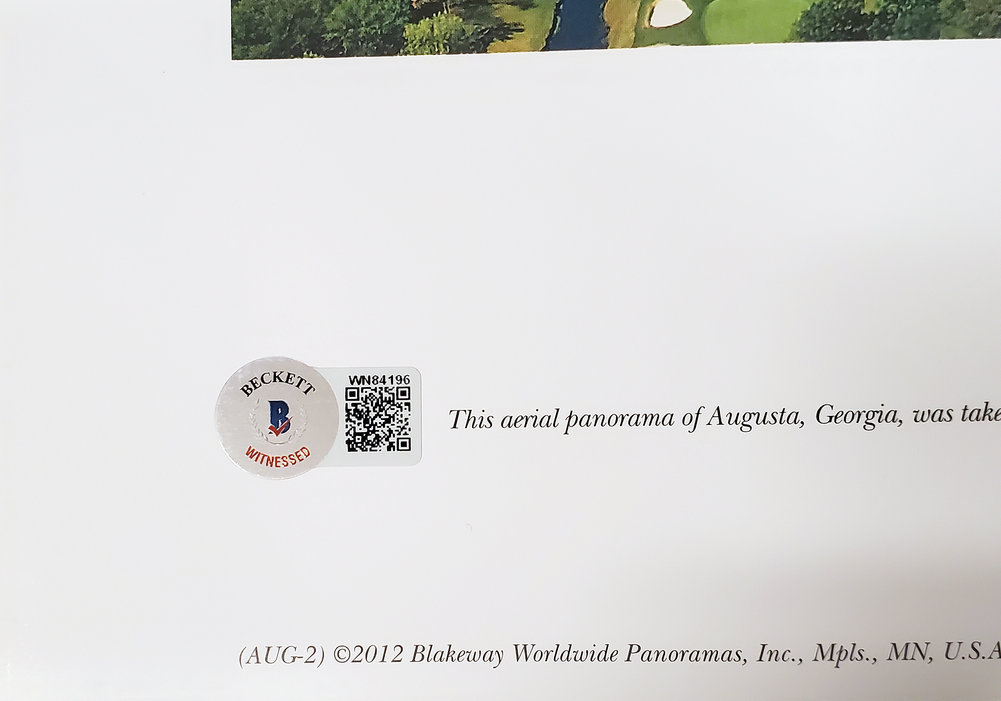 BECKETT
B
WITNESSED
WN84196
This aerial panorama of Augusta, Georgia, was take
(AUG-2) ©2012 Blakeway Worldwide Panoramas, Inc., Mpls., MN, U.S.A